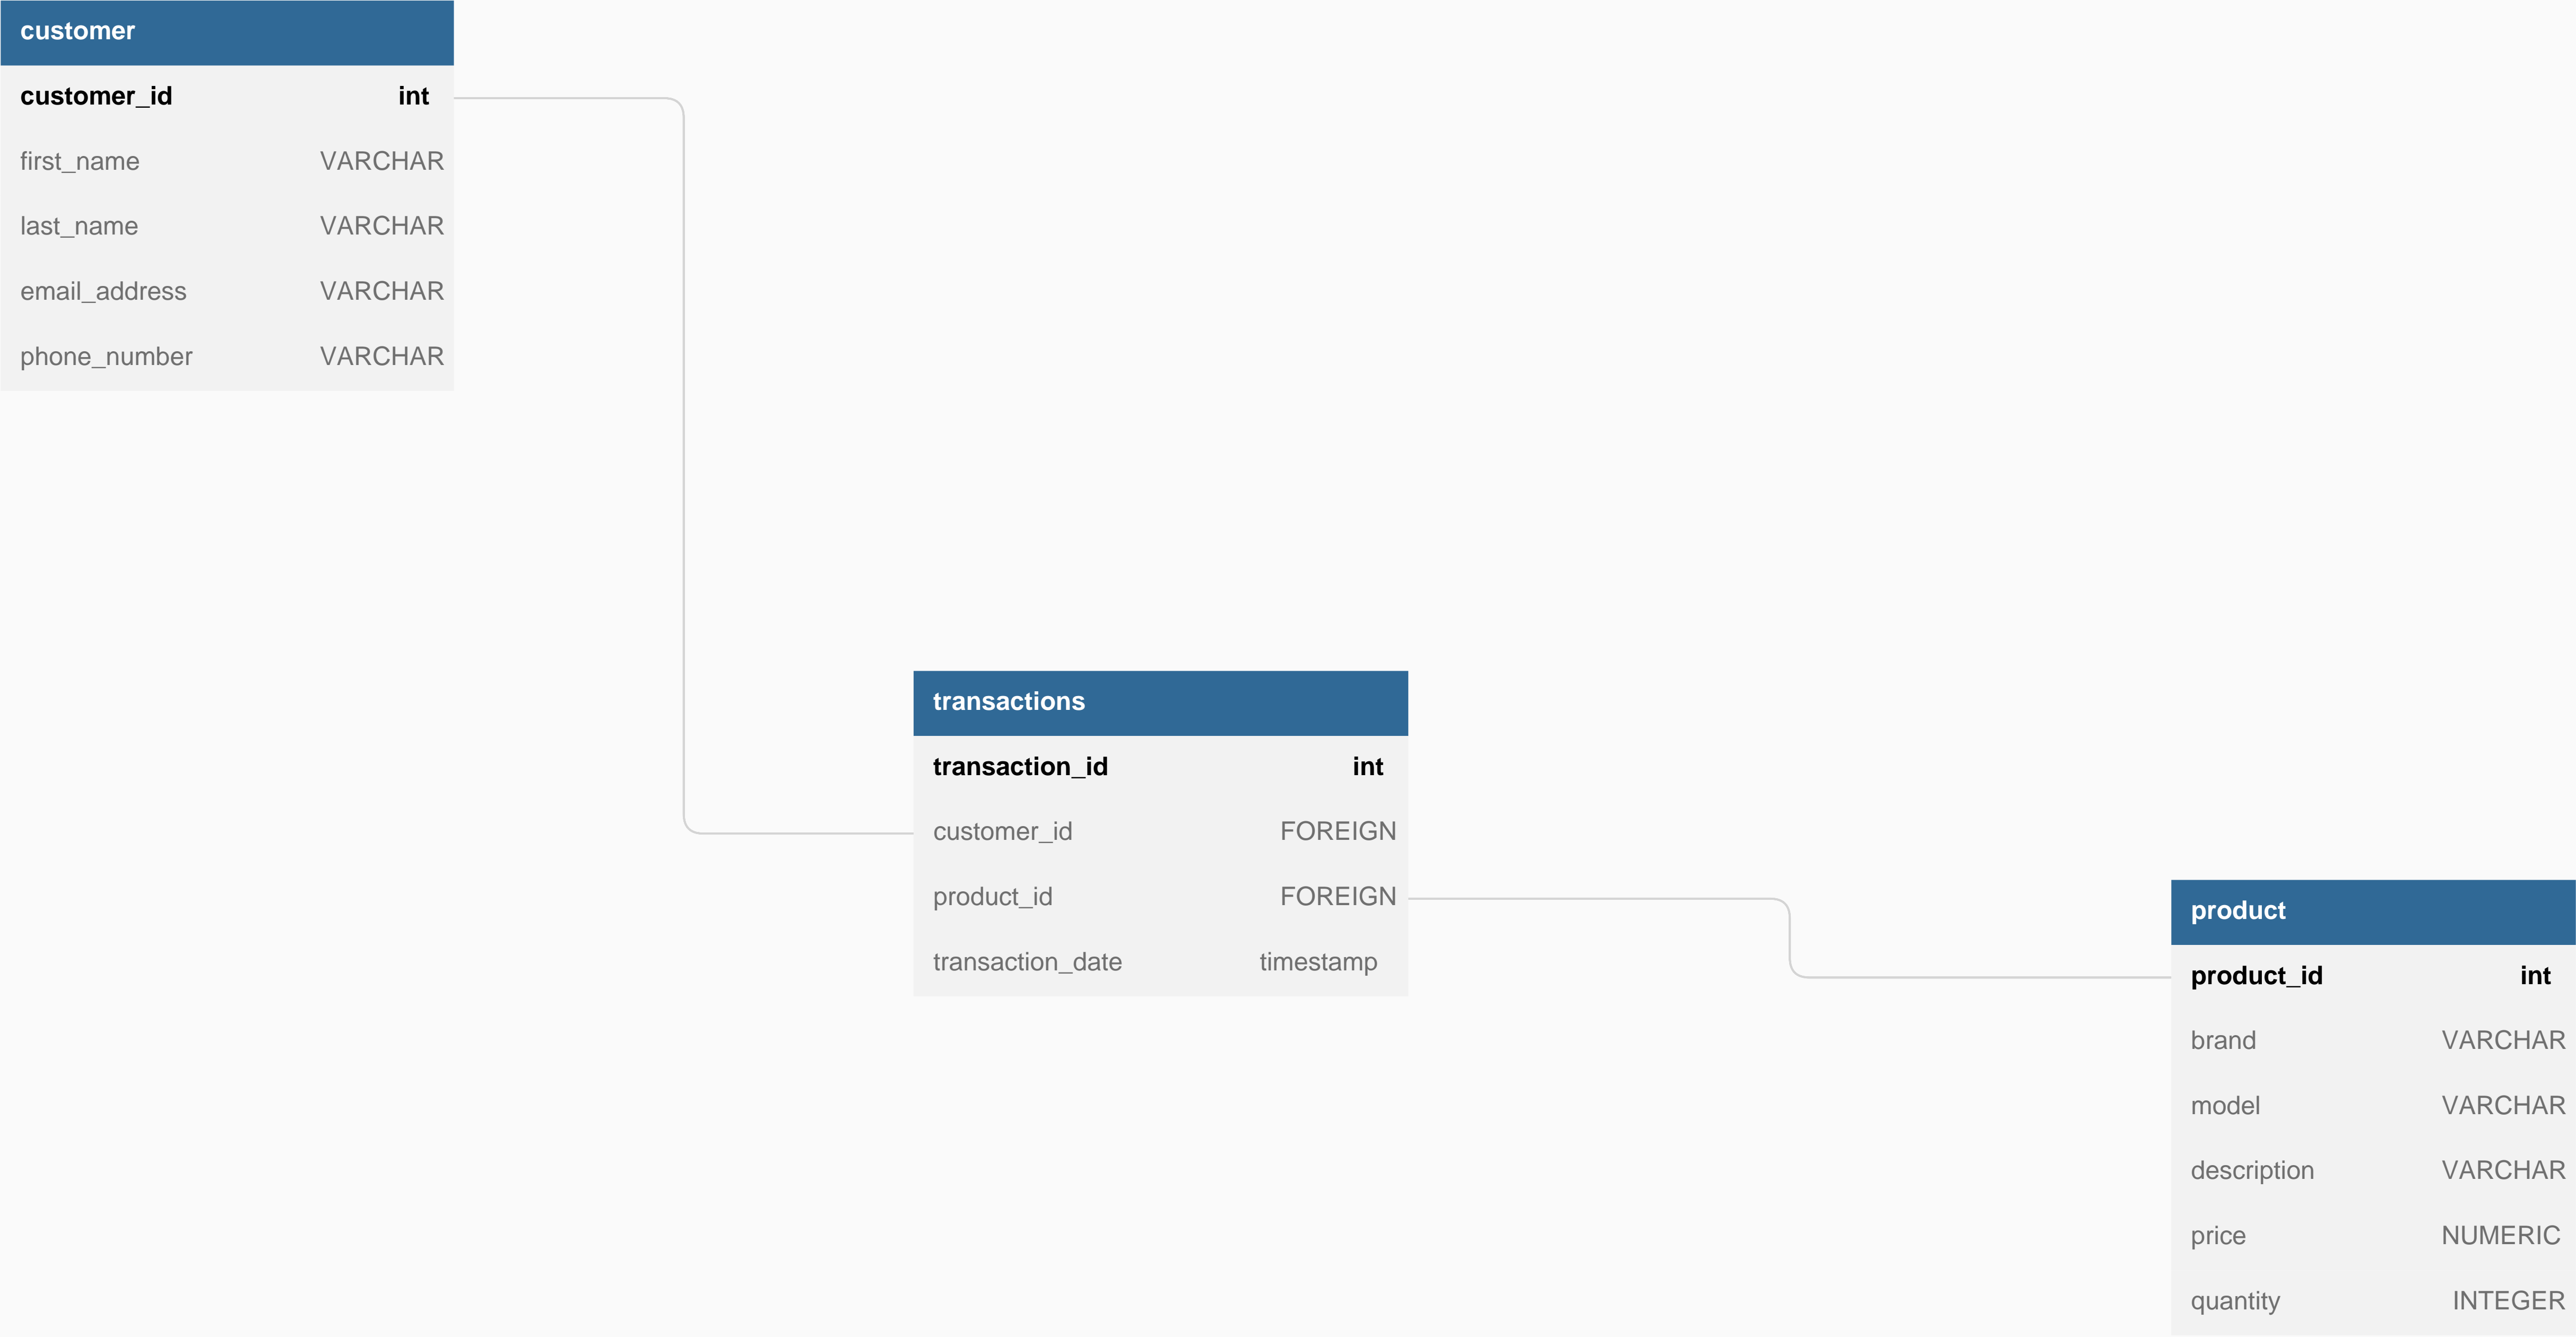 customer
customer_id int
first_name VARCHAR
last_name VARCHAR
email_address VARCHAR
phone_number VARCHAR
transactions
transaction_id int
customer_id FOREIGN
product_id FOREIGN
transaction_date timestamp
product
product_id int
brand VARCHAR
model VARCHAR
description VARCHAR
price NUMERIC
quantity INTEGER